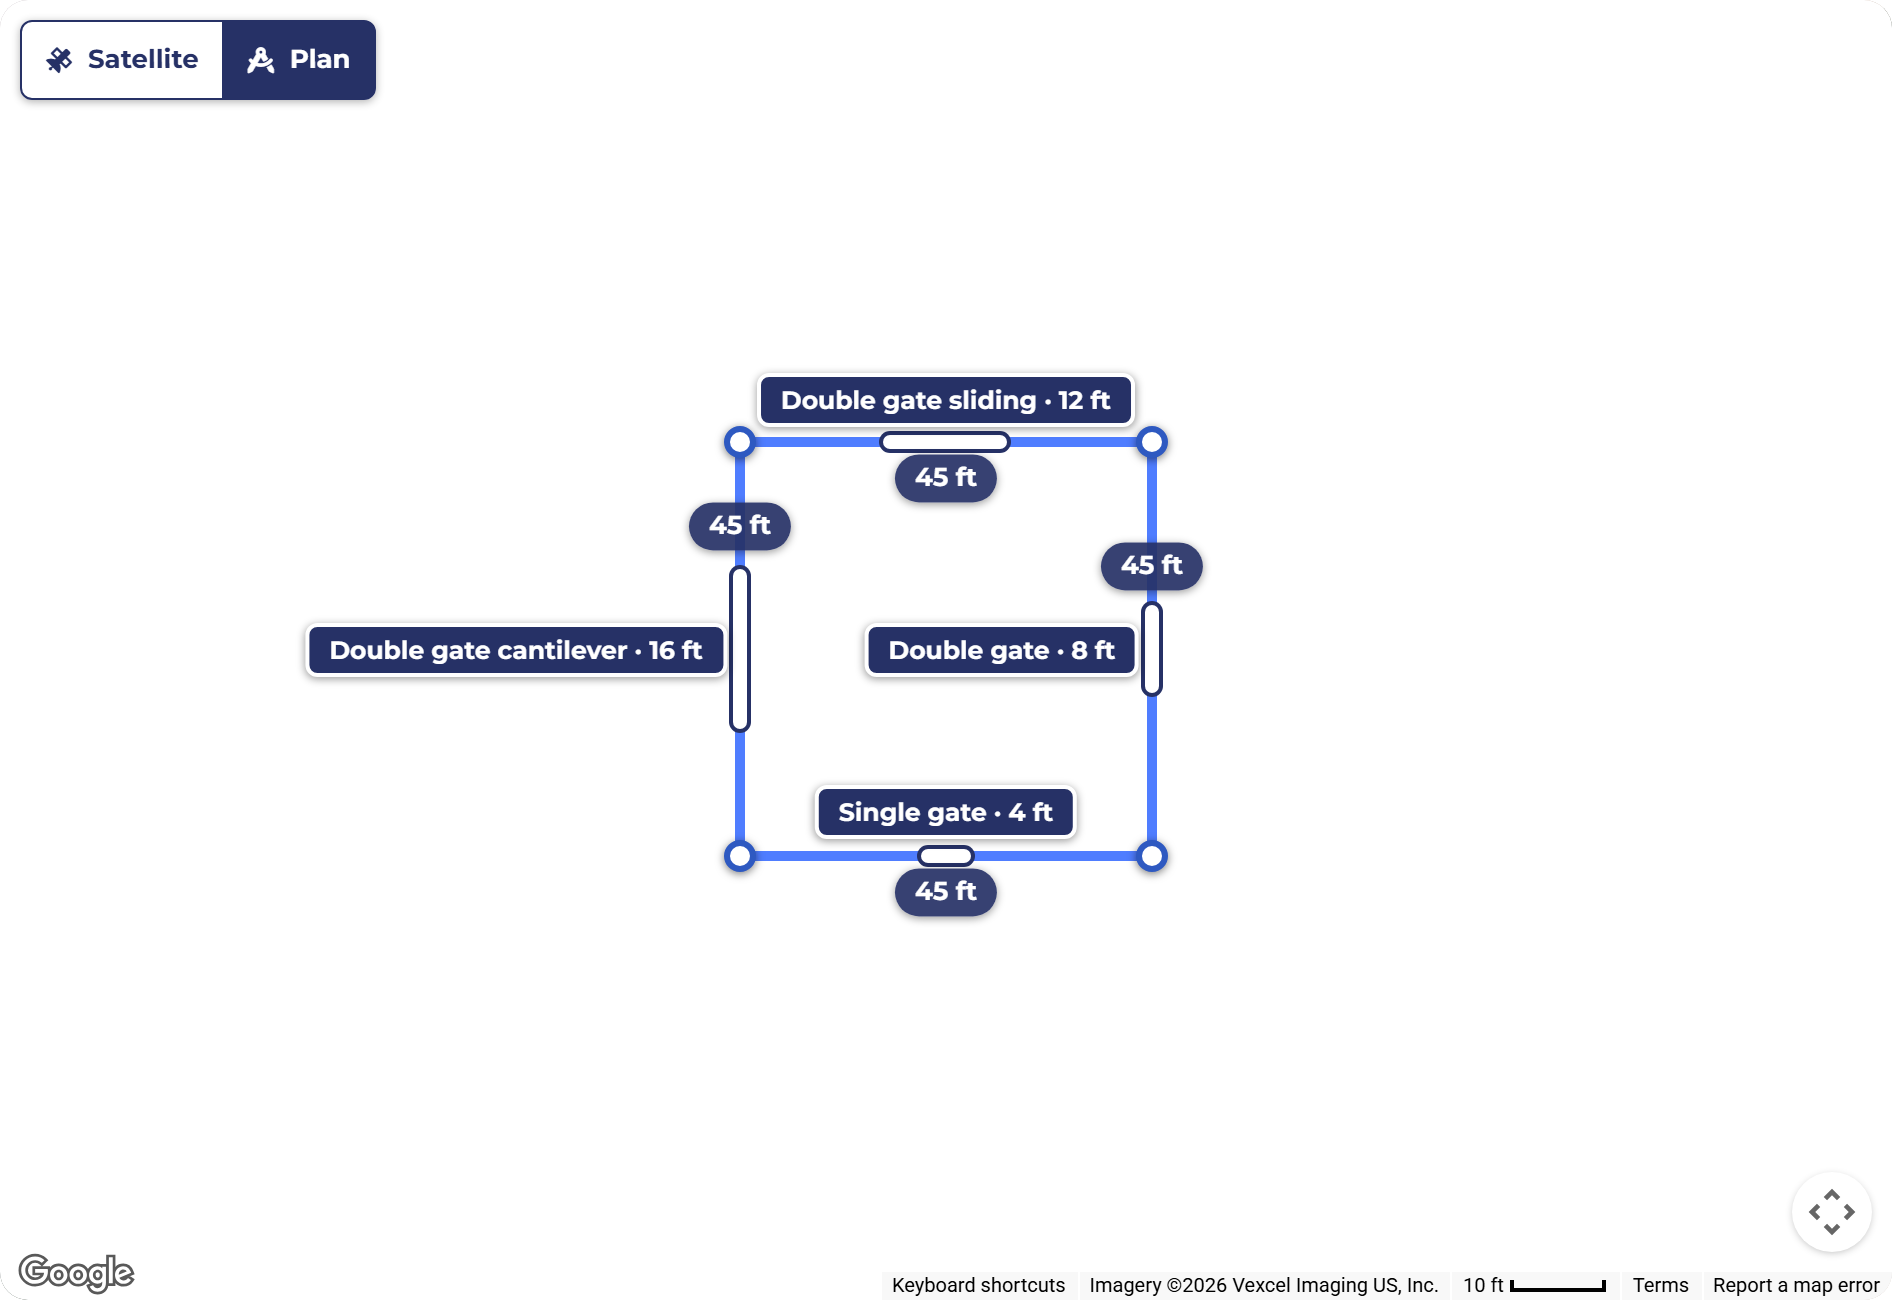 Satellite
Plan
Double gate sliding · 12 ft
45 ft
45 ft
45 ft
Double gate cantilever · 16 ft
Double gate · 8 ft
Single gate · 4 ft
45 ft
Google
Keyboard shortcuts
Imagery ©2026 Vexcel Imaging US, Inc.
10 ft
Terms
Report a map error